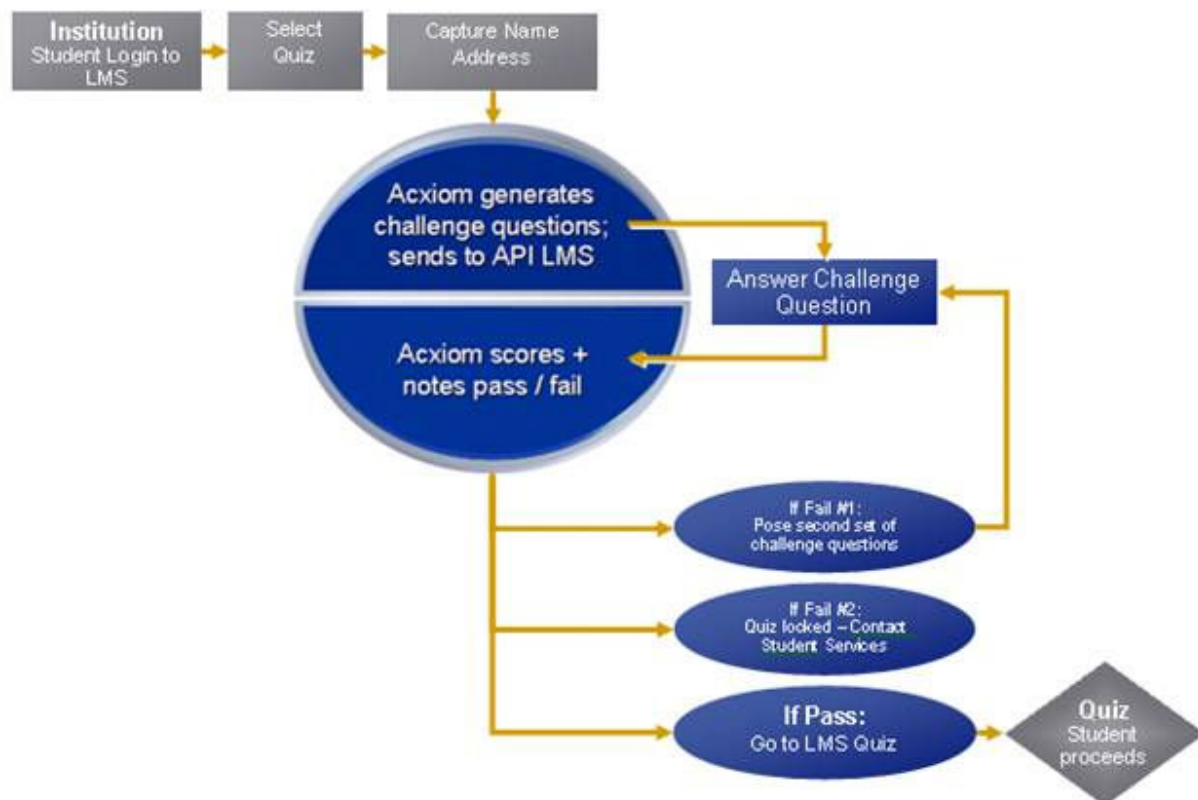 Institution
Student Login to
LMS
Select
Quiz
Capture Name
Address
Acxiom generates
challenge questions;
sends to API LMS
Answer Challenge
Question
Acxiom scores +
notes pass / fail
If Fail #1:
Pose second set of
challenge questions
If Fail #2:
Quiz locked – Contact
Student Services
If Pass:
Go to LMS Quiz
Quiz
Student
proceeds